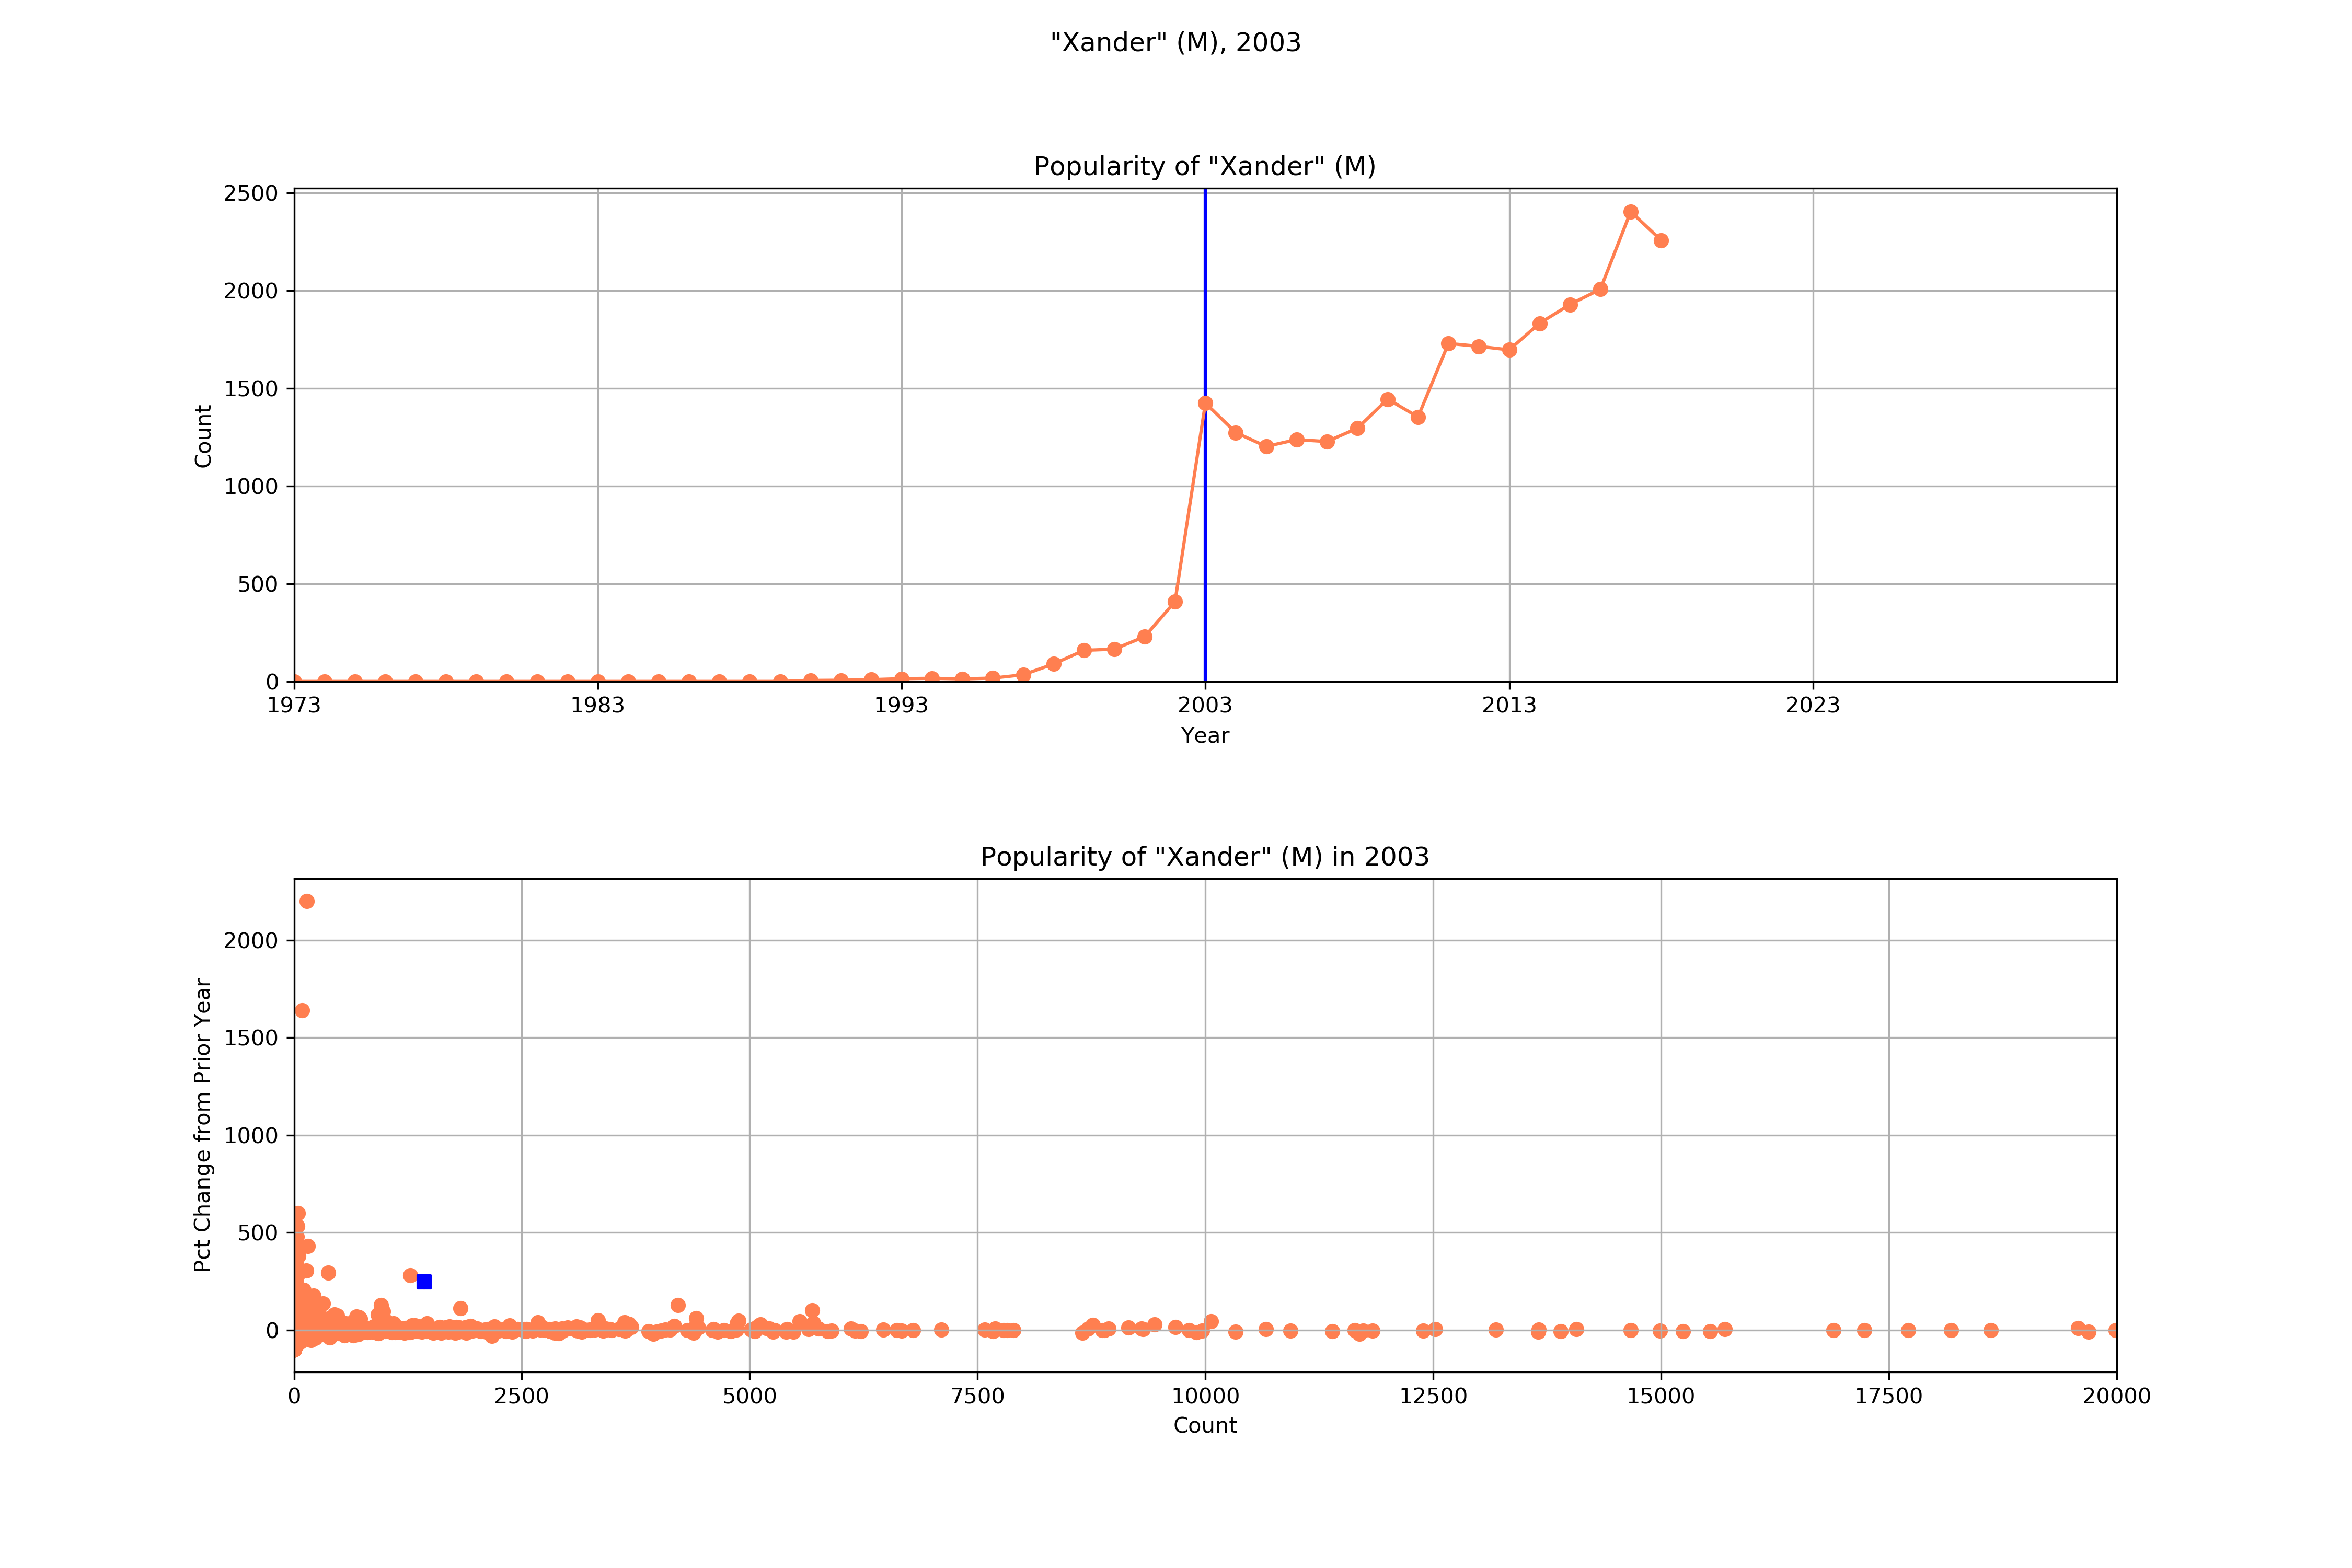 "Xander" (M), 2003
Popularity of "Xander" (M)
2500
2000
1500
1000
500
0
Count
1973 1983 1993 2003 2013 2023
Year
Popularity of "Xander" (M) in 2003
2000
1500
1000
500
0
Pct Change from Prior Year
0 2500 5000 7500 10000 12500 15000 17500 20000
Count